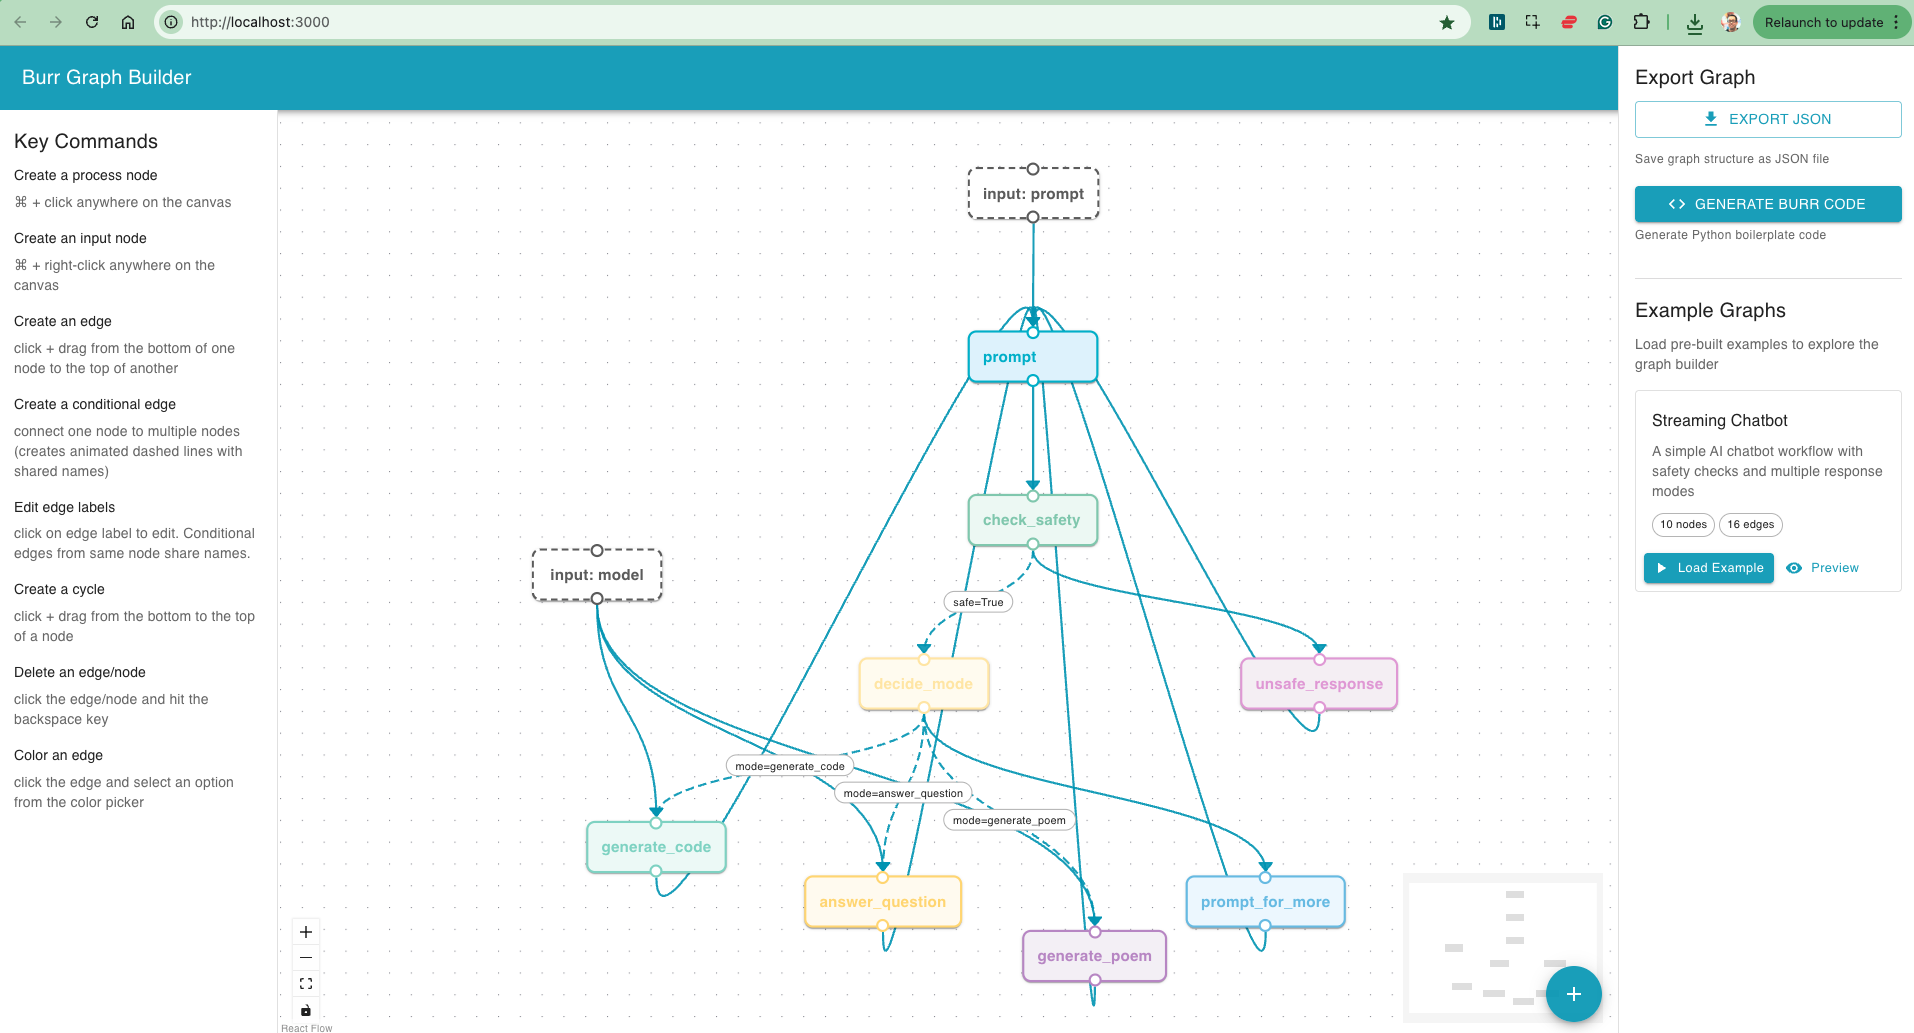 http://localhost:3000
Relaunch to update
Burr Graph Builder
Key Commands
Create a process node
⌘ + click anywhere on the canvas
Create an input node
⌘ + right-click anywhere on the
canvas
Create an edge
click + drag from the bottom of one
node to the top of another
Create a conditional edge
connect one node to multiple nodes
(creates animated dashed lines with
shared names)
Edit edge labels
click on edge label to edit. Conditional
edges from same node share names.
Create a cycle
click + drag from the bottom to the top
of a node
Delete an edge/node
click the edge/node and hit the
backspace key
Color an edge
click the edge and select an option
from the color picker
input: prompt
prompt
check_safety
input: model
safe=True
decide_mode
unsafe_response
mode=generate_code
mode=answer_question
mode=generate_poem
generate_code
answer_question
prompt_for_more
generate_poem
React Flow
Export Graph
EXPORT JSON
Save graph structure as JSON file
<> GENERATE BURR CODE
Generate Python boilerplate code
Example Graphs
Load pre-built examples to explore the
graph builder
Streaming Chatbot
A simple AI chatbot workflow with
safety checks and multiple response
modes
10 nodes
16 edges
Load Example
Preview